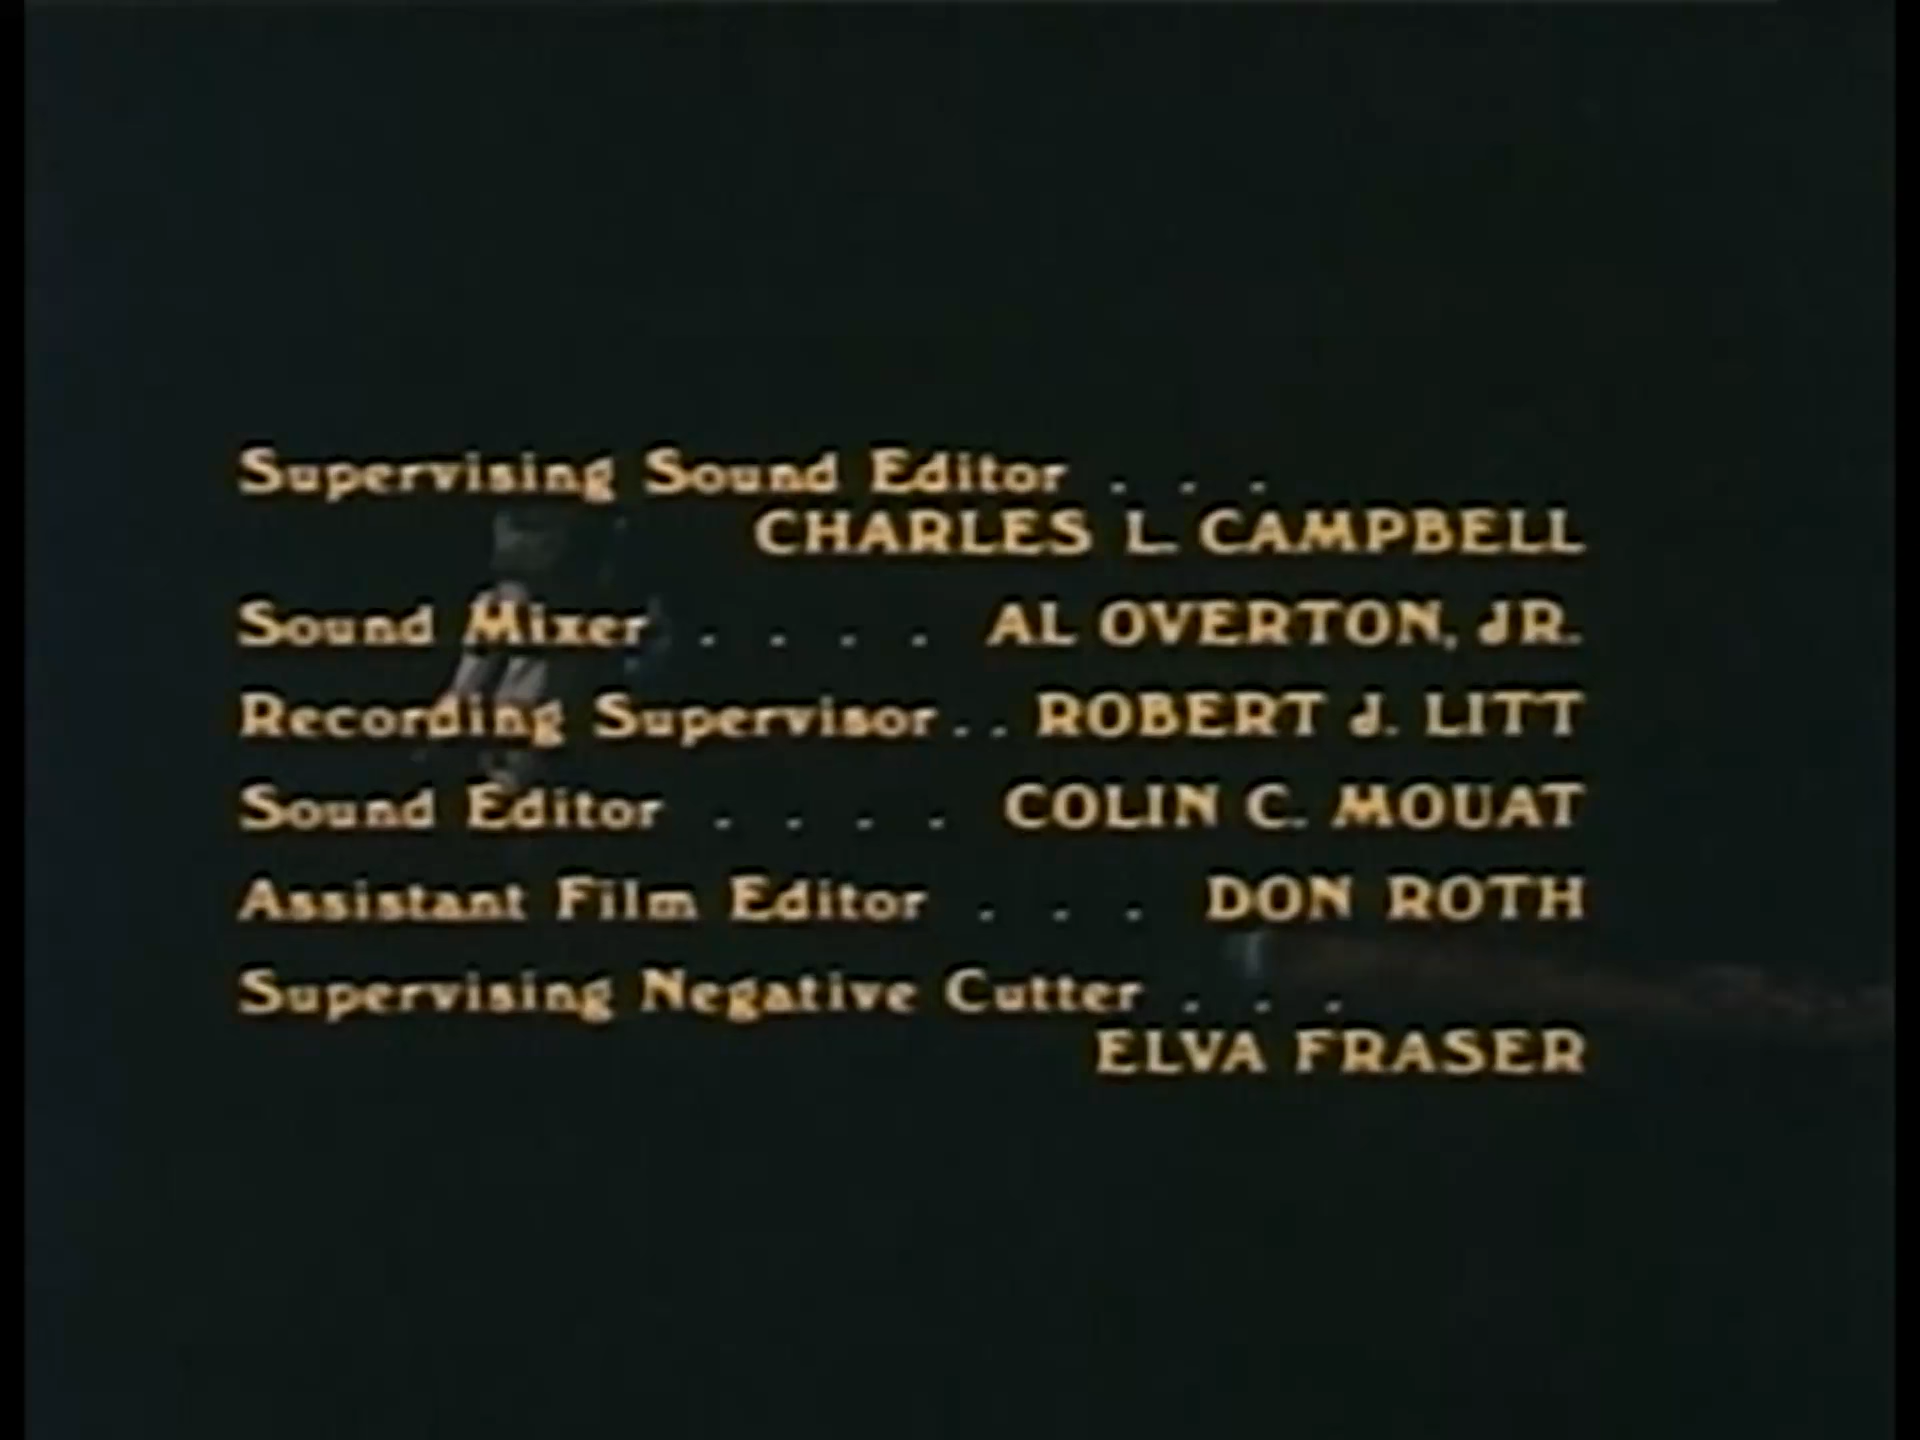 Supervising Sound Editor . . .
CHARLES L. CAMPBELL
Sound Mixer . . . . AL OVERTON, JR.
Recording Supervisor . . ROBERT J. LITT
Sound Editor . . . . COLIN C. MOUAT
Assistant Film Editor . . . DON ROTH
Supervising Negative Cutter . . .
ELVA FRASER